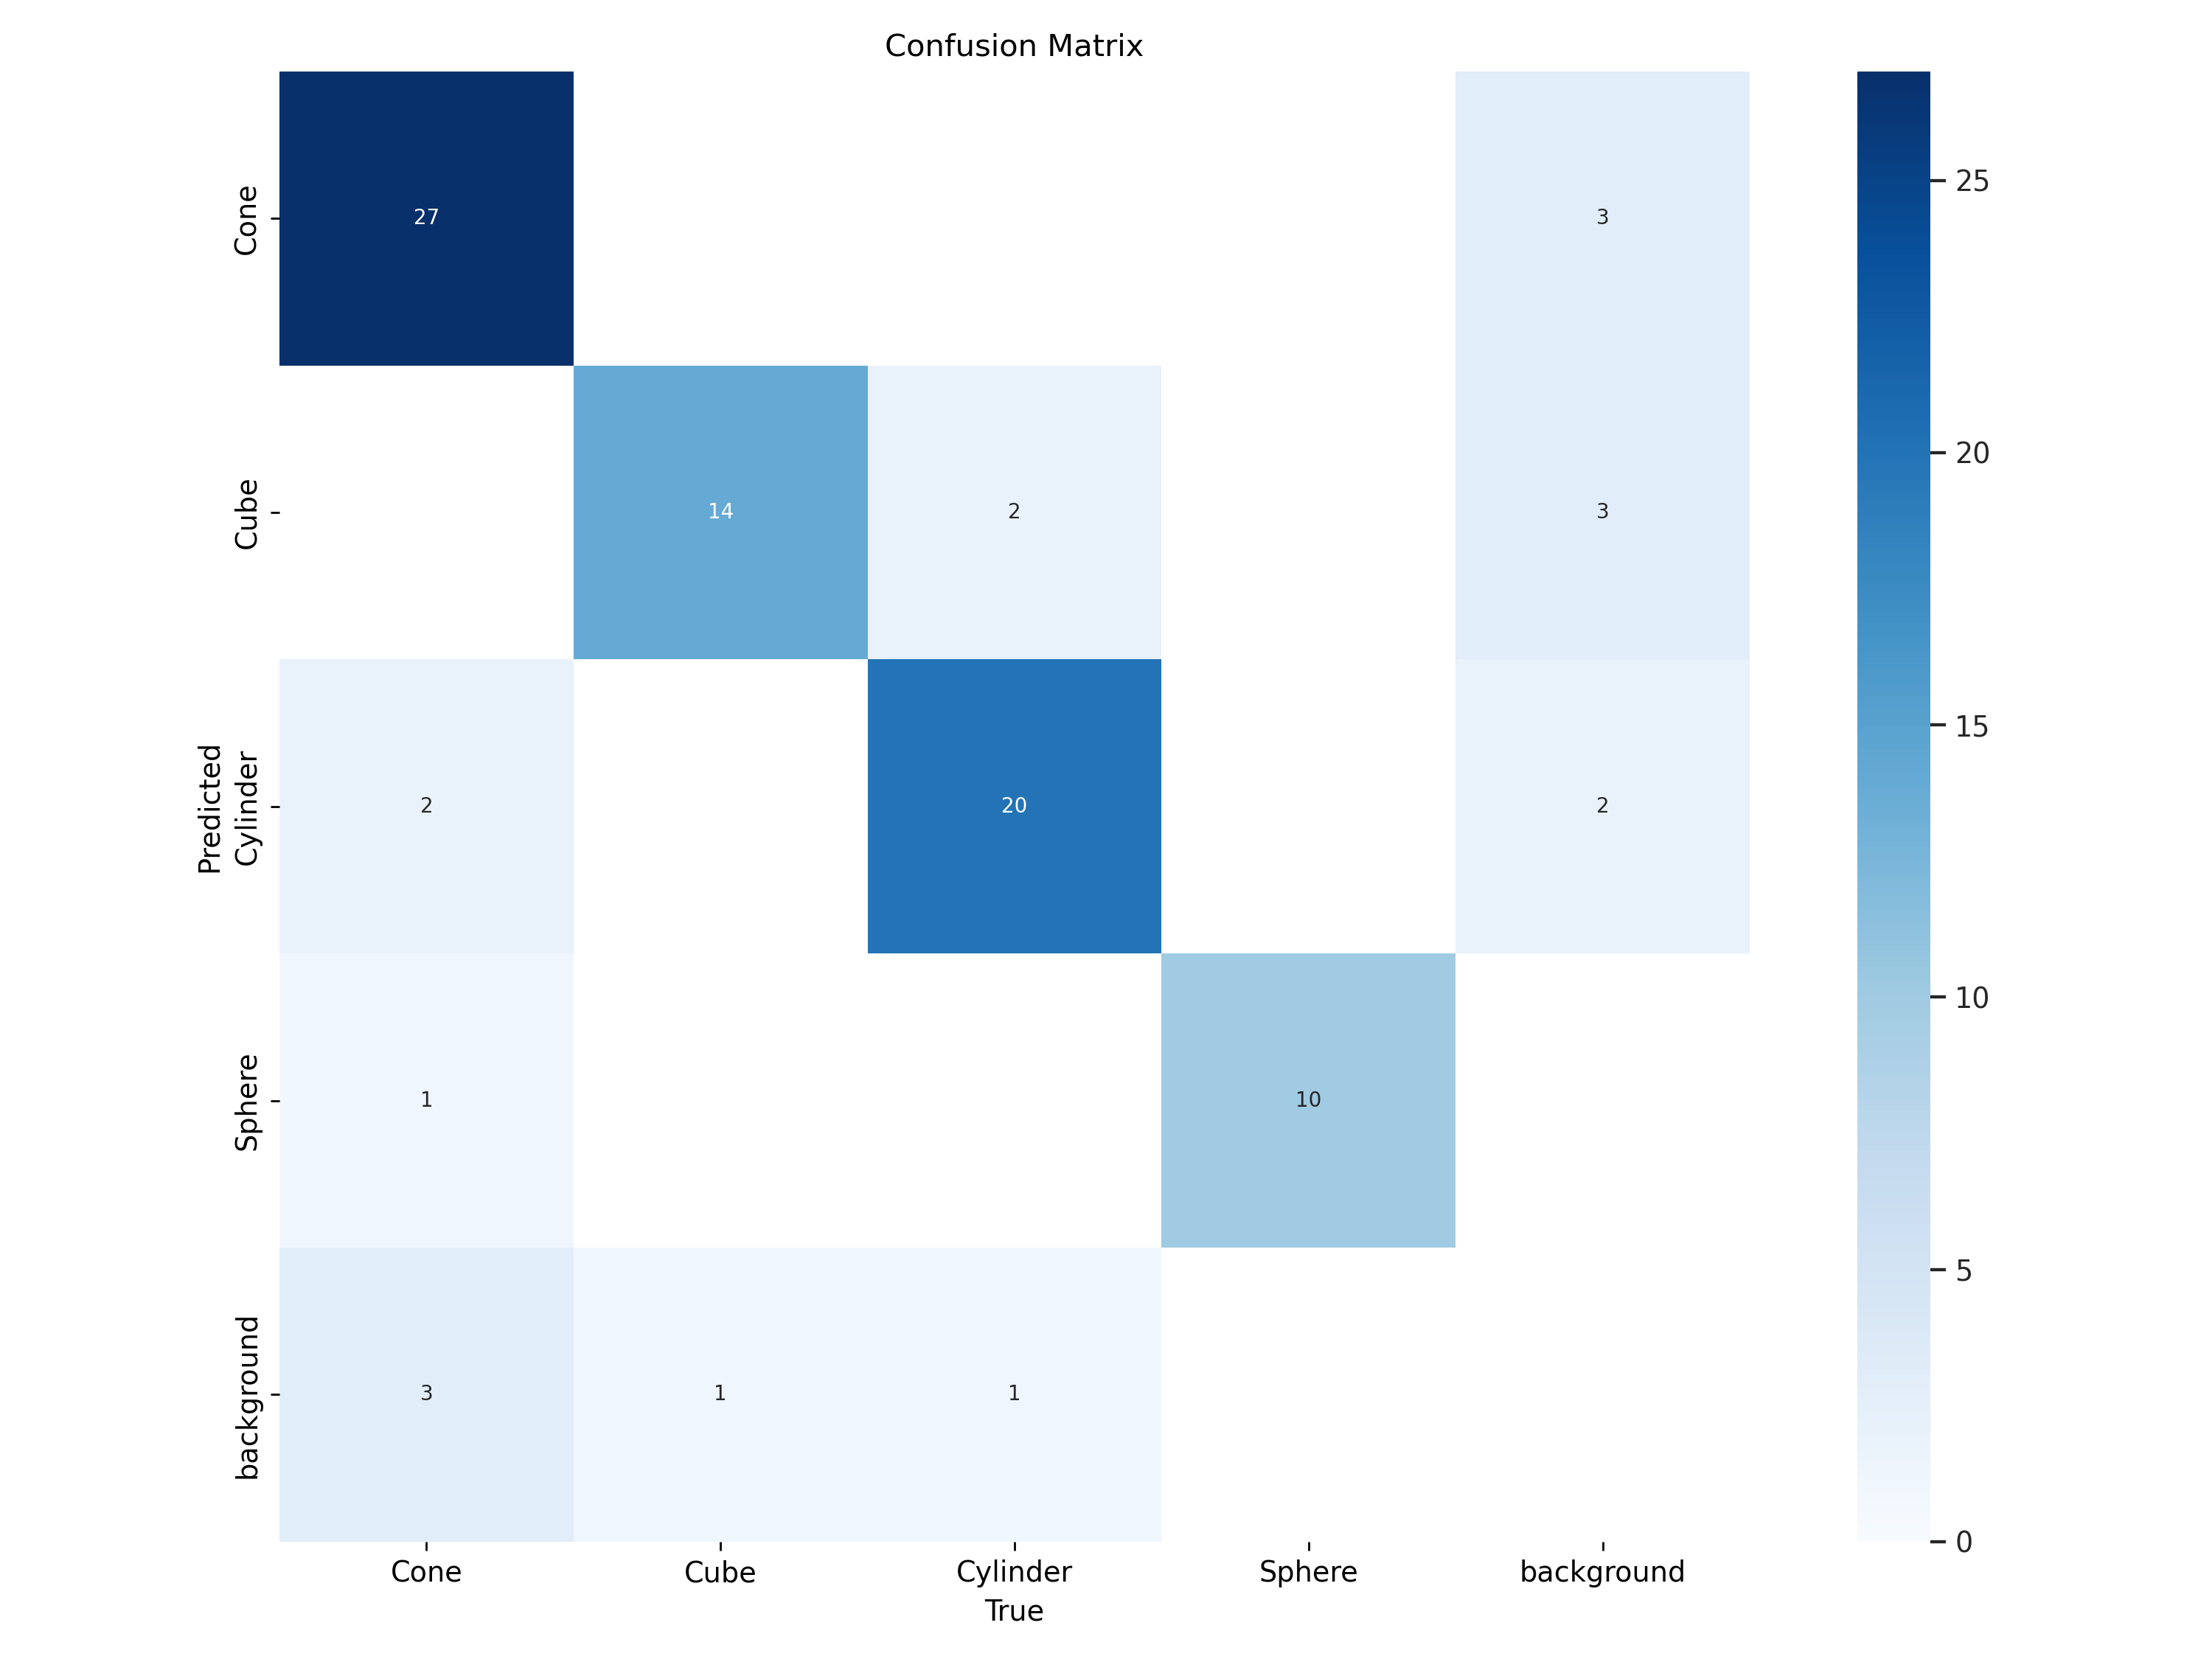 Confusion Matrix
Cone
27
3
25
Cube
14
2
3
20
Predicted
Cylinder
2
20
2
15
Sphere
1
10
10
background
3
1
1
5
0
Cone
Cube
Cylinder
Sphere
background
True